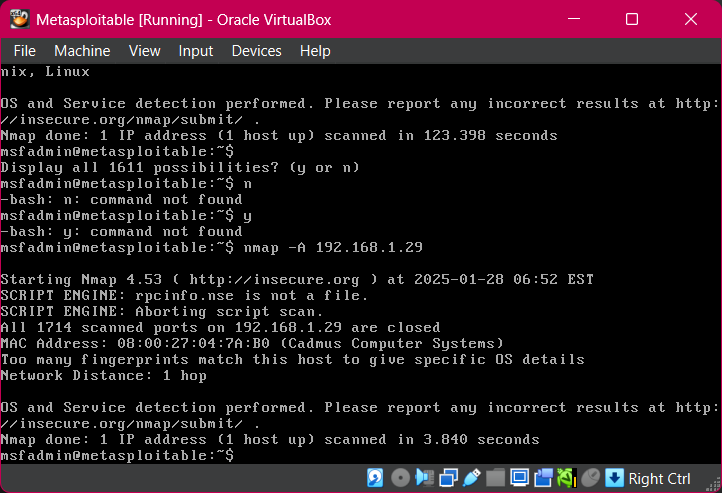 Metasploitable [Running] - Oracle VirtualBox
File Machine View Input Devices Help
nix, Linux
OS and Service detection performed. Please report any incorrect results at http:
//insecure.org/nmap/submit/ .
Nmap done: 1 IP address (1 host up) scanned in 123.398 seconds
msfadmin@metasploitable:~$
Display all 1611 possibilities? (y or n)
msfadmin@metasploitable:~$ n
-bash: n: command not found
msfadmin@metasploitable:~$ y
-bash: y: command not found
msfadmin@metasploitable:~$ nmap -A 192.168.1.29
Starting Nmap 4.53 ( http://insecure.org ) at 2025-01-28 06:52 EST
SCRIPT ENGINE: rpcinfo.nse is not a file.
SCRIPT ENGINE: Aborting script scan.
All 1714 scanned ports on 192.168.1.29 are closed
MAC Address: 08:00:27:04:7A:B0 (Cadmus Computer Systems)
Too many fingerprints match this host to give specific OS details
Network Distance: 1 hop
OS and Service detection performed. Please report any incorrect results at http:
//insecure.org/nmap/submit/ .
Nmap done: 1 IP address (1 host up) scanned in 3.840 seconds
msfadmin@metasploitable:~$
Right Ctrl